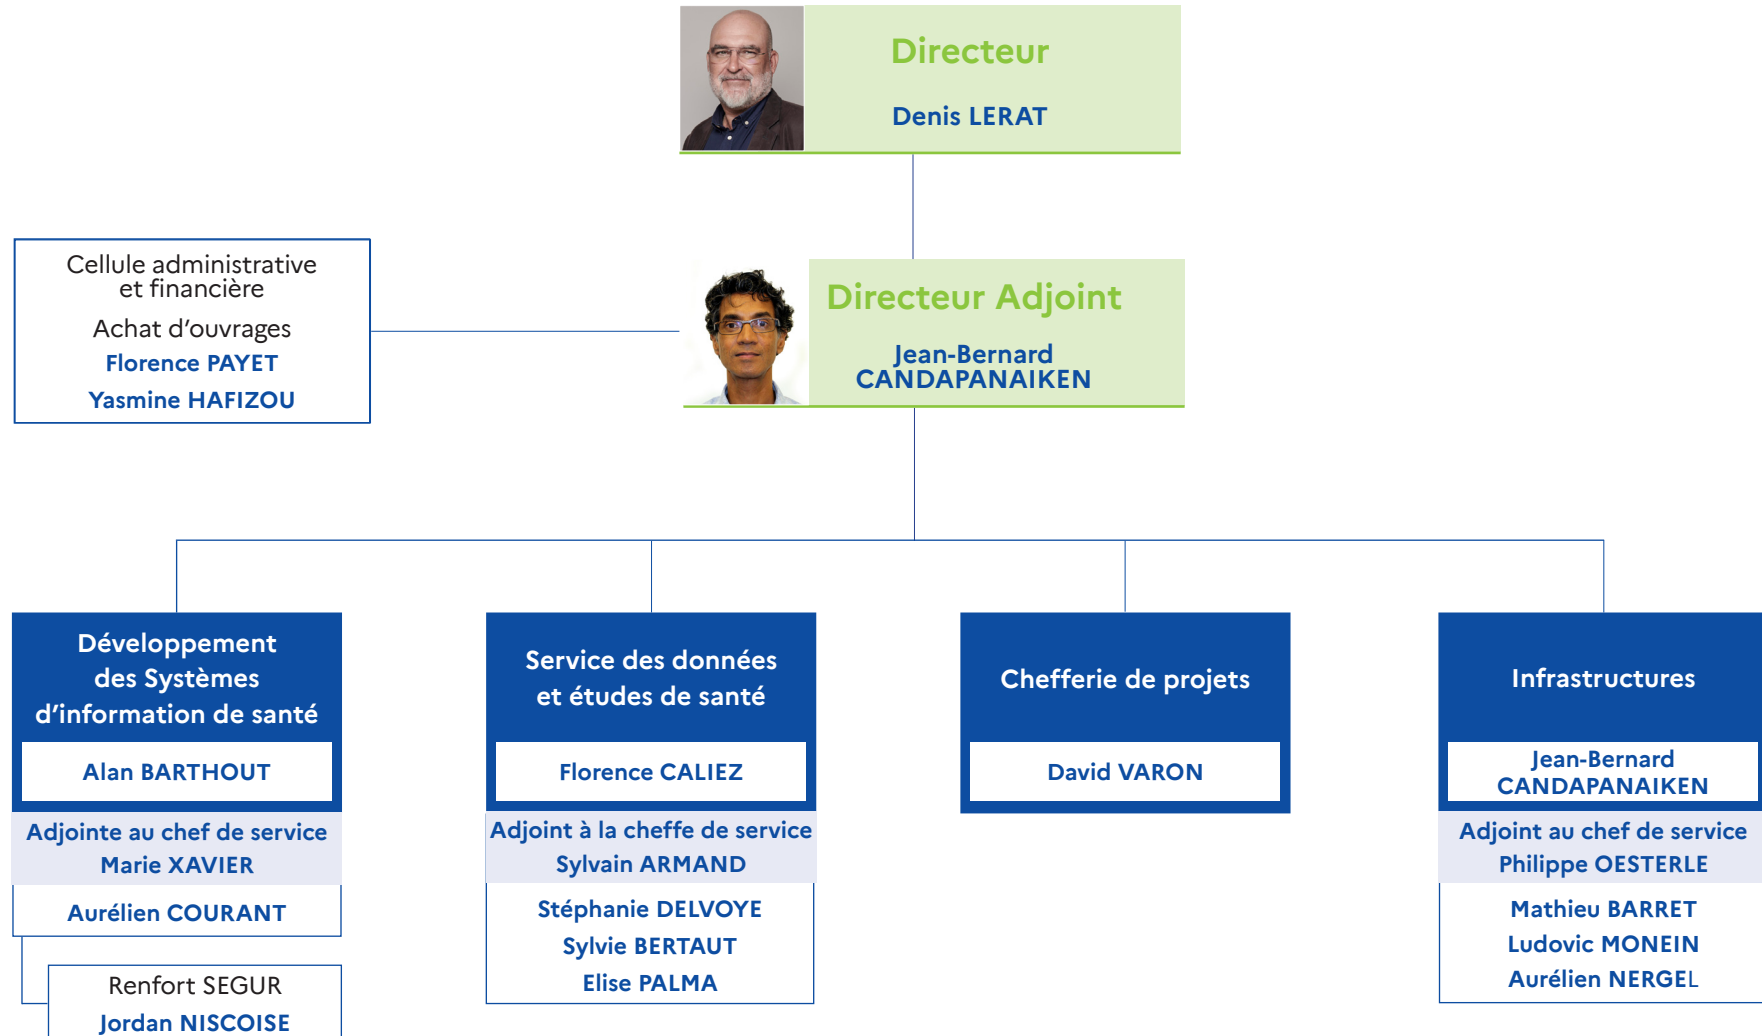 Directeur
Denis LERAT
Cellule administrative
et financière
Achat d'ouvrages
Florence PAYET
Yasmine HAFIZOU
Directeur Adjoint
Jean-Bernard
CANDAPANAIKEN
Développement
des Systèmes
d'information de santé
Alan BARTHOUT
Adjointe au chef de service
Marie XAVIER
Aurélien COURANT
Renfort SEGUR
Jordan NISCOISE
Service des données
et études de santé
Florence CALIEZ
Adjoint à la cheffe de service
Sylvain ARMAND
Stéphanie DELVOYE
Sylvie BERTAUT
Elise PALMA
Chefferie de projets
David VARON
Infrastructures
Jean-Bernard
CANDAPANAIKEN
Adjoint au chef de service
Philippe OESTERLE
Mathieu BARRET
Ludovic MONEIN
Aurélien NERGEL